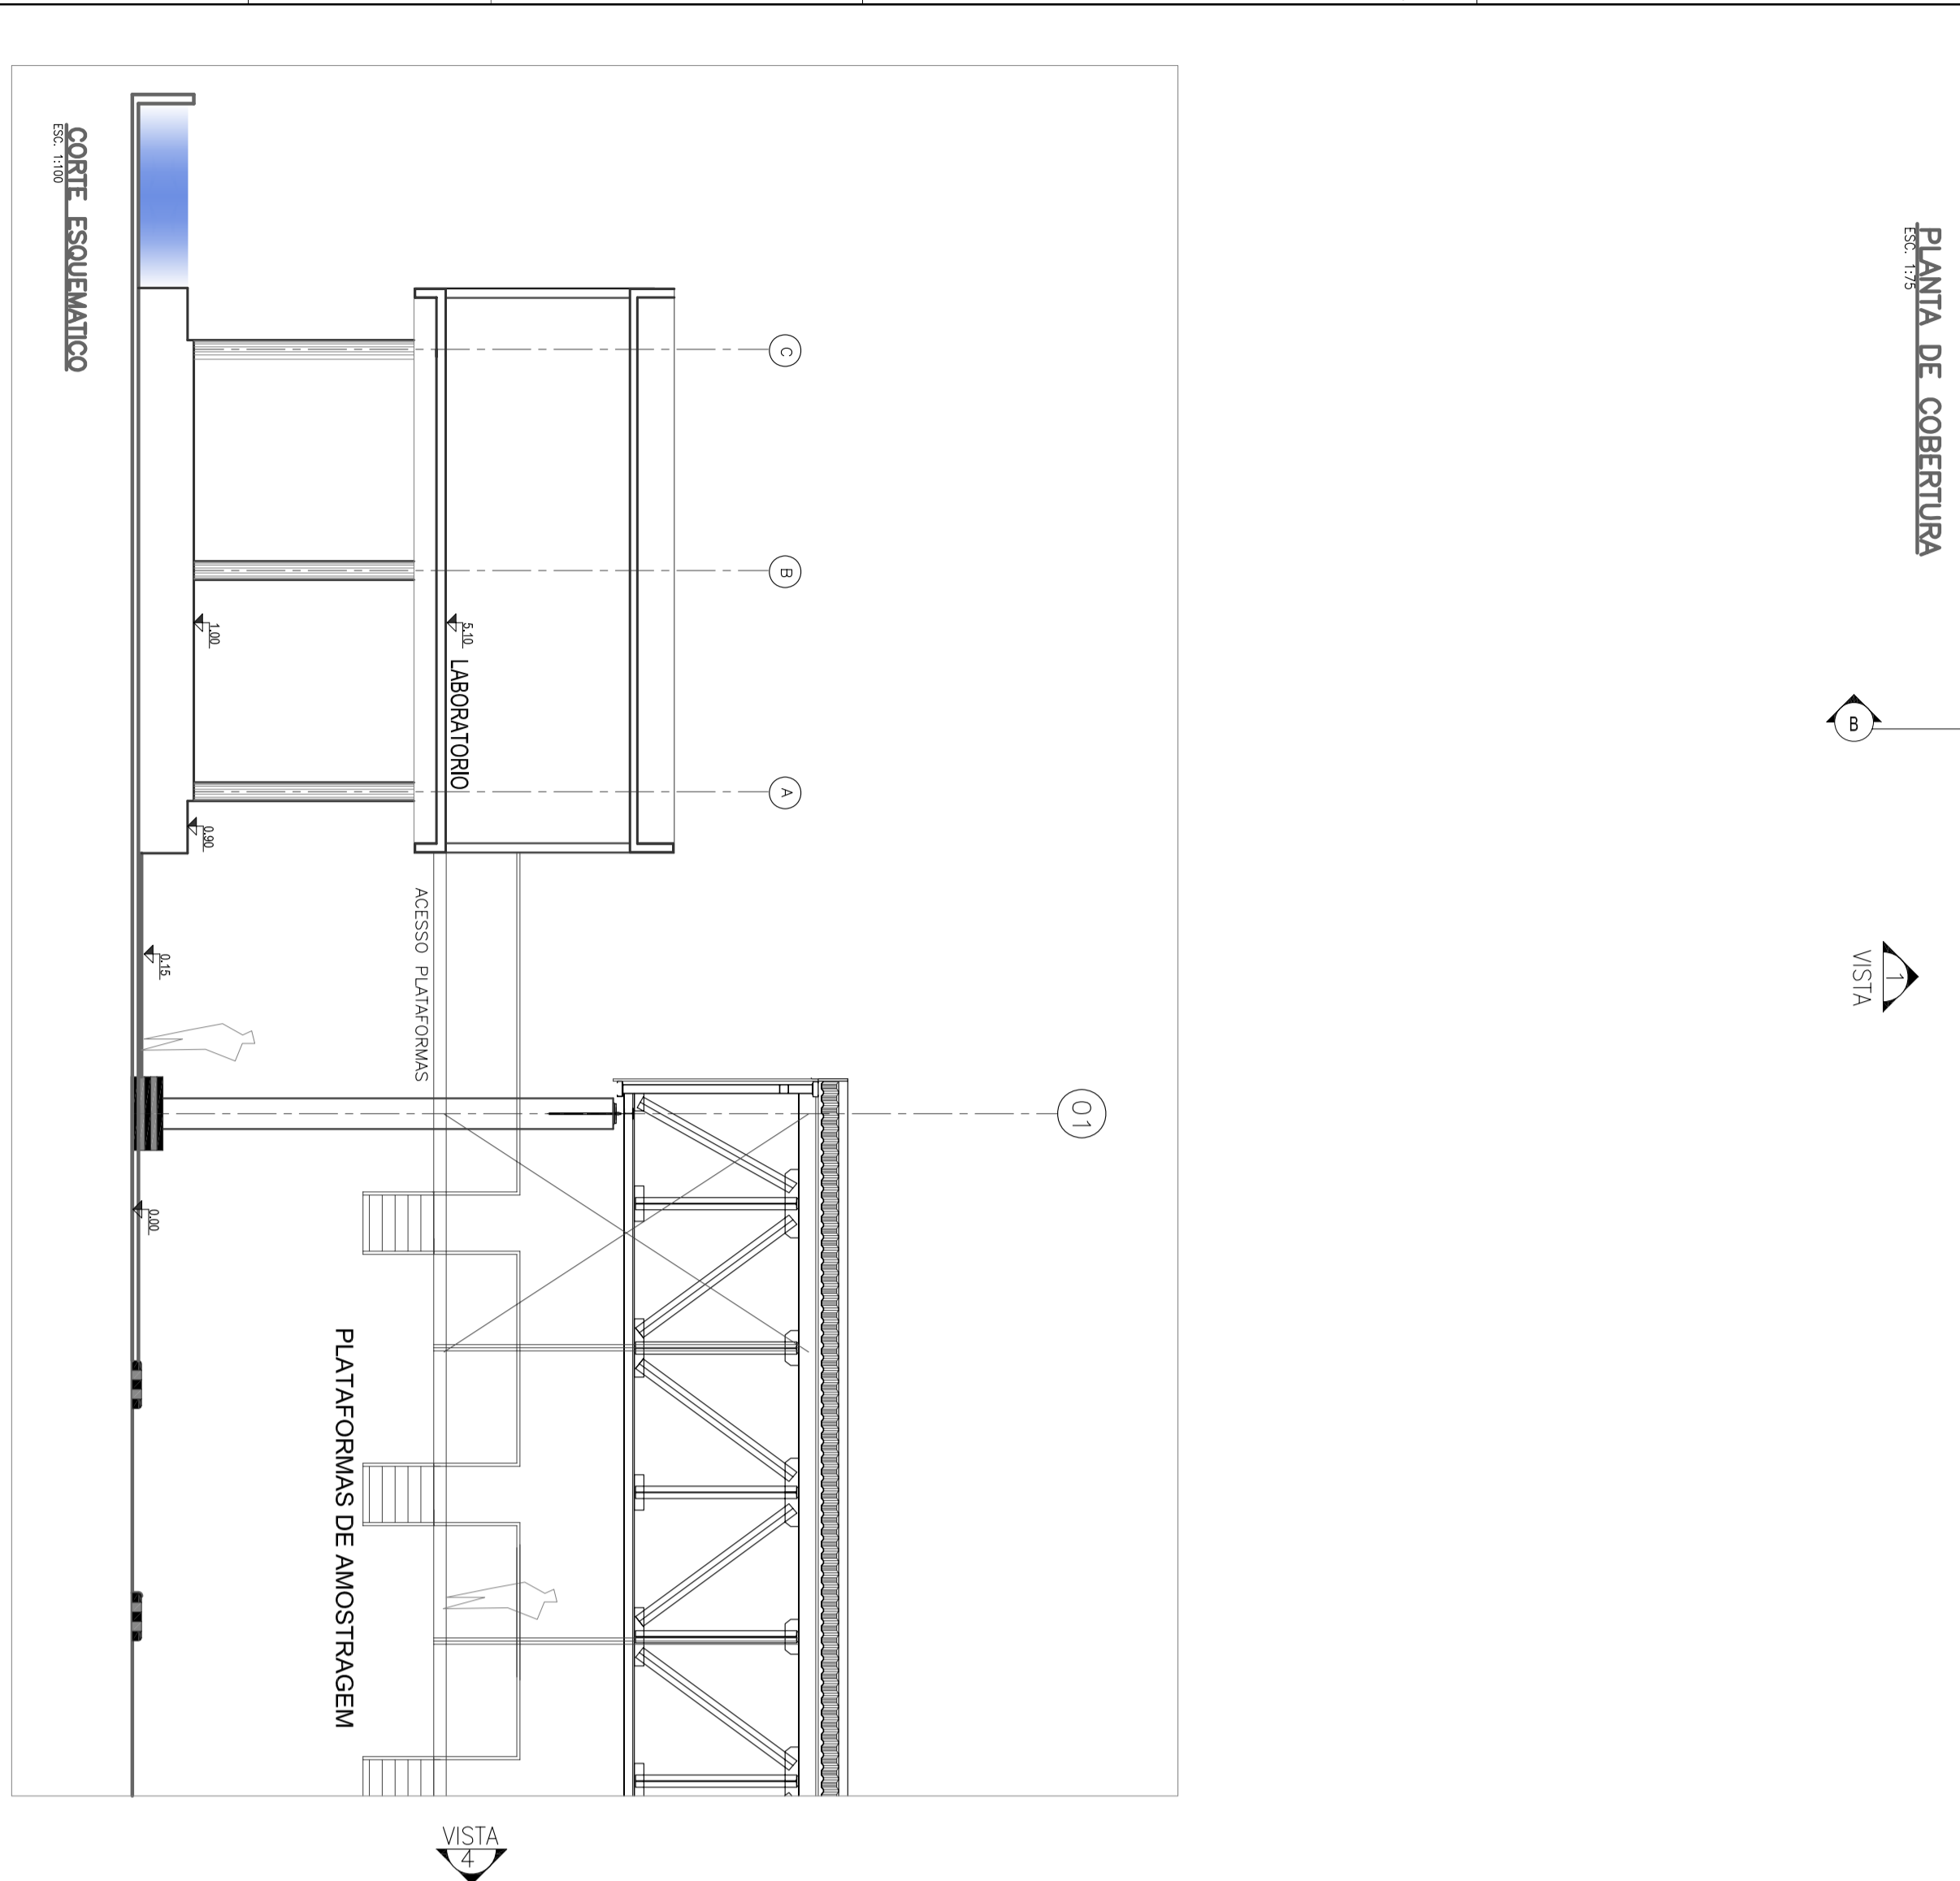 PLANTA DE COBERTURA
ESC. 1:75
B
1
VISTA
01
C
B
A
5.10
LABORATORIO
ACESSO PLATAFORMAS
PLATAFORMAS DE AMOSTRAGEM
1.00
0.90
0.15
0.00
CORTE ESQUEMATICO
ESC. 1:100
VISTA
4